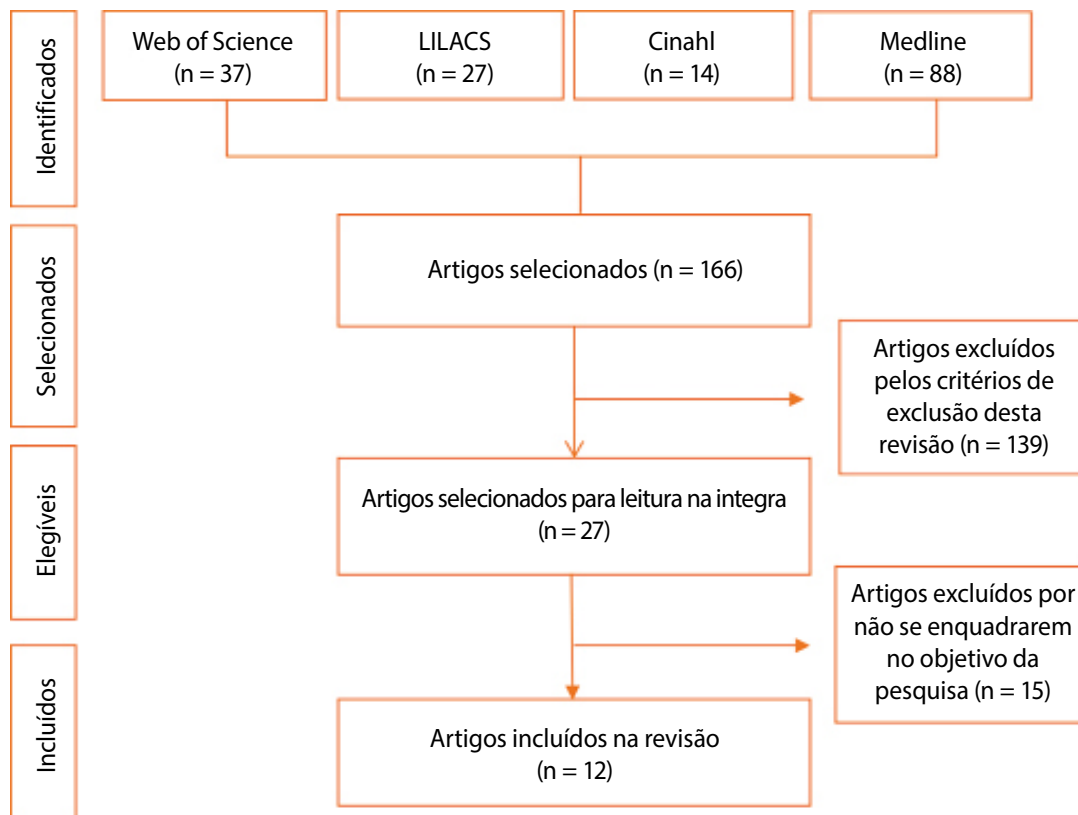 Identificados
Web of Science
(n = 37)
LILACS
(n = 27)
Cinahl
(n = 14)
Medline
(n = 88)
Selecionados
Artigos selecionados (n = 166)
Artigos excluídos
pelos critérios de
exclusão desta
revisão (n = 139)
Elegíveis
Artigos selecionados para leitura na integra
(n = 27)
Artigos excluídos por
não se enquadrarem
no objetivo da
pesquisa (n = 15)
Incluídos
Artigos incluídos na revisão
(n = 12)